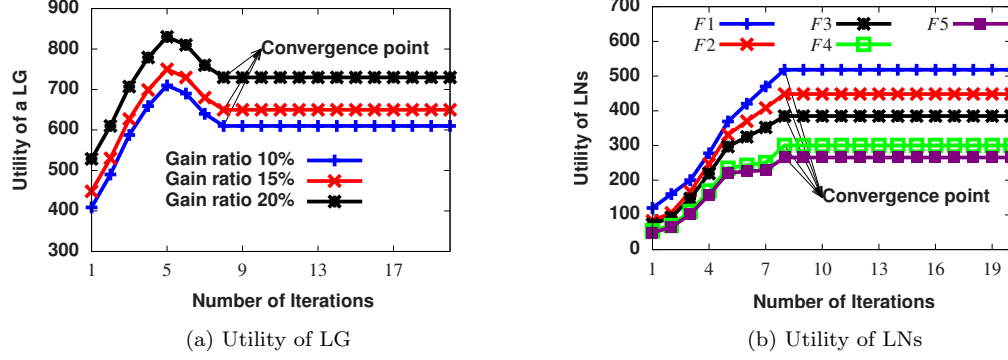 900
800
700
600
500
400
300
Utility of a LG
Convergence point
Gain ratio 10%
Gain ratio 15%
Gain ratio 20%
1 5 9 13 17
Number of Iterations
(a) Utility of LG
700
600
500
400
300
200
100
0
Utility of LNs
F1 F3 F5
F2 F4
Convergence point
1 4 7 10 13 16 19
Number of Iterations
(b) Utility of LNs